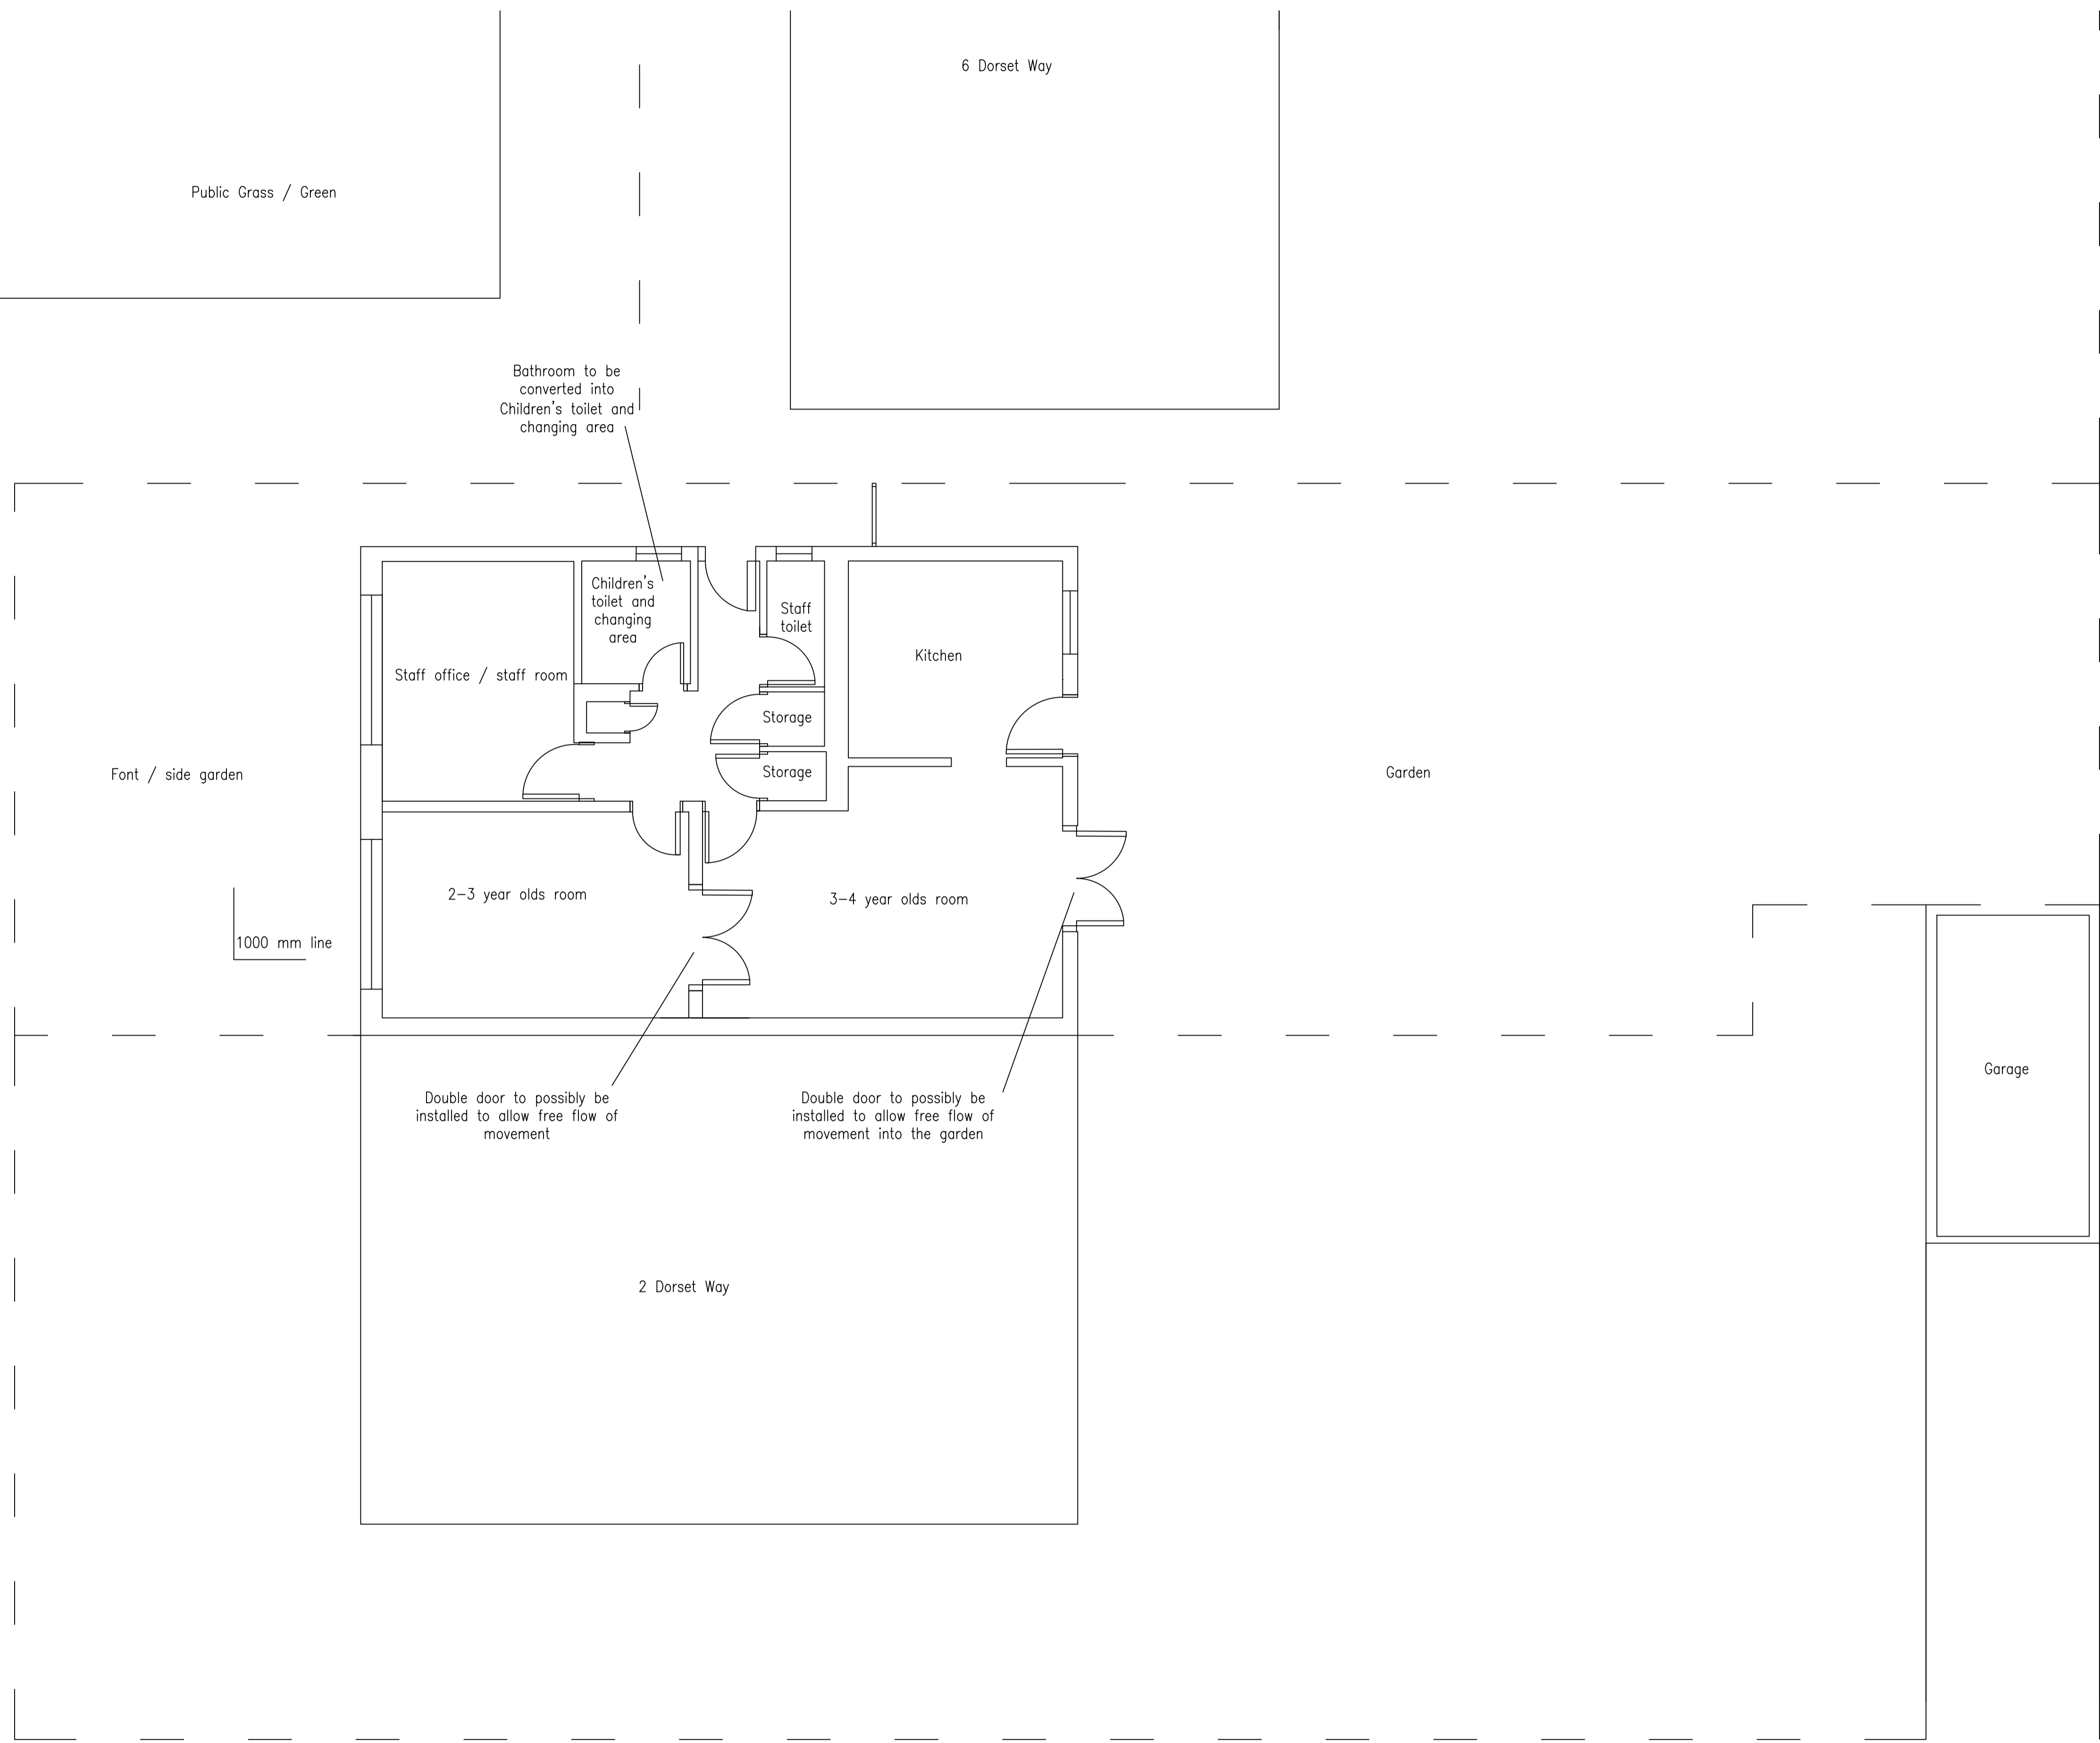 6 Dorset Way
Public Grass / Green
Bathroom to be
converted into
Children's toilet and
changing area
Children's
toilet and
changing
area
Staff
toilet
Kitchen
Staff office / staff room
Storage
Storage
Font / side garden
Garden
2-3 year olds room
3-4 year olds room
1000 mm line
Garage
Double door to possibly be
installed to allow free flow of
movement
Double door to possibly be
installed to allow free flow of
movement into the garden
2 Dorset Way